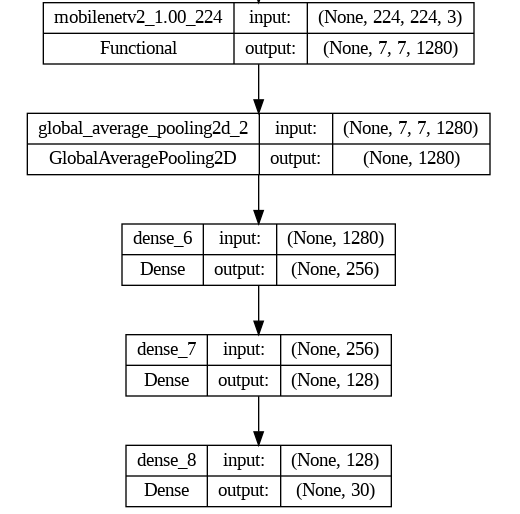 mobilenetv2_1.00_224 input: (None, 224, 224, 3)
Functional output: (None, 7, 7, 1280)
global_average_pooling2d_2 input: (None, 7, 7, 1280)
GlobalAveragePooling2D output: (None, 1280)
dense_6 input: (None, 1280)
Dense output: (None, 256)
dense_7 input: (None, 256)
Dense output: (None, 128)
dense_8 input: (None, 128)
Dense output: (None, 30)